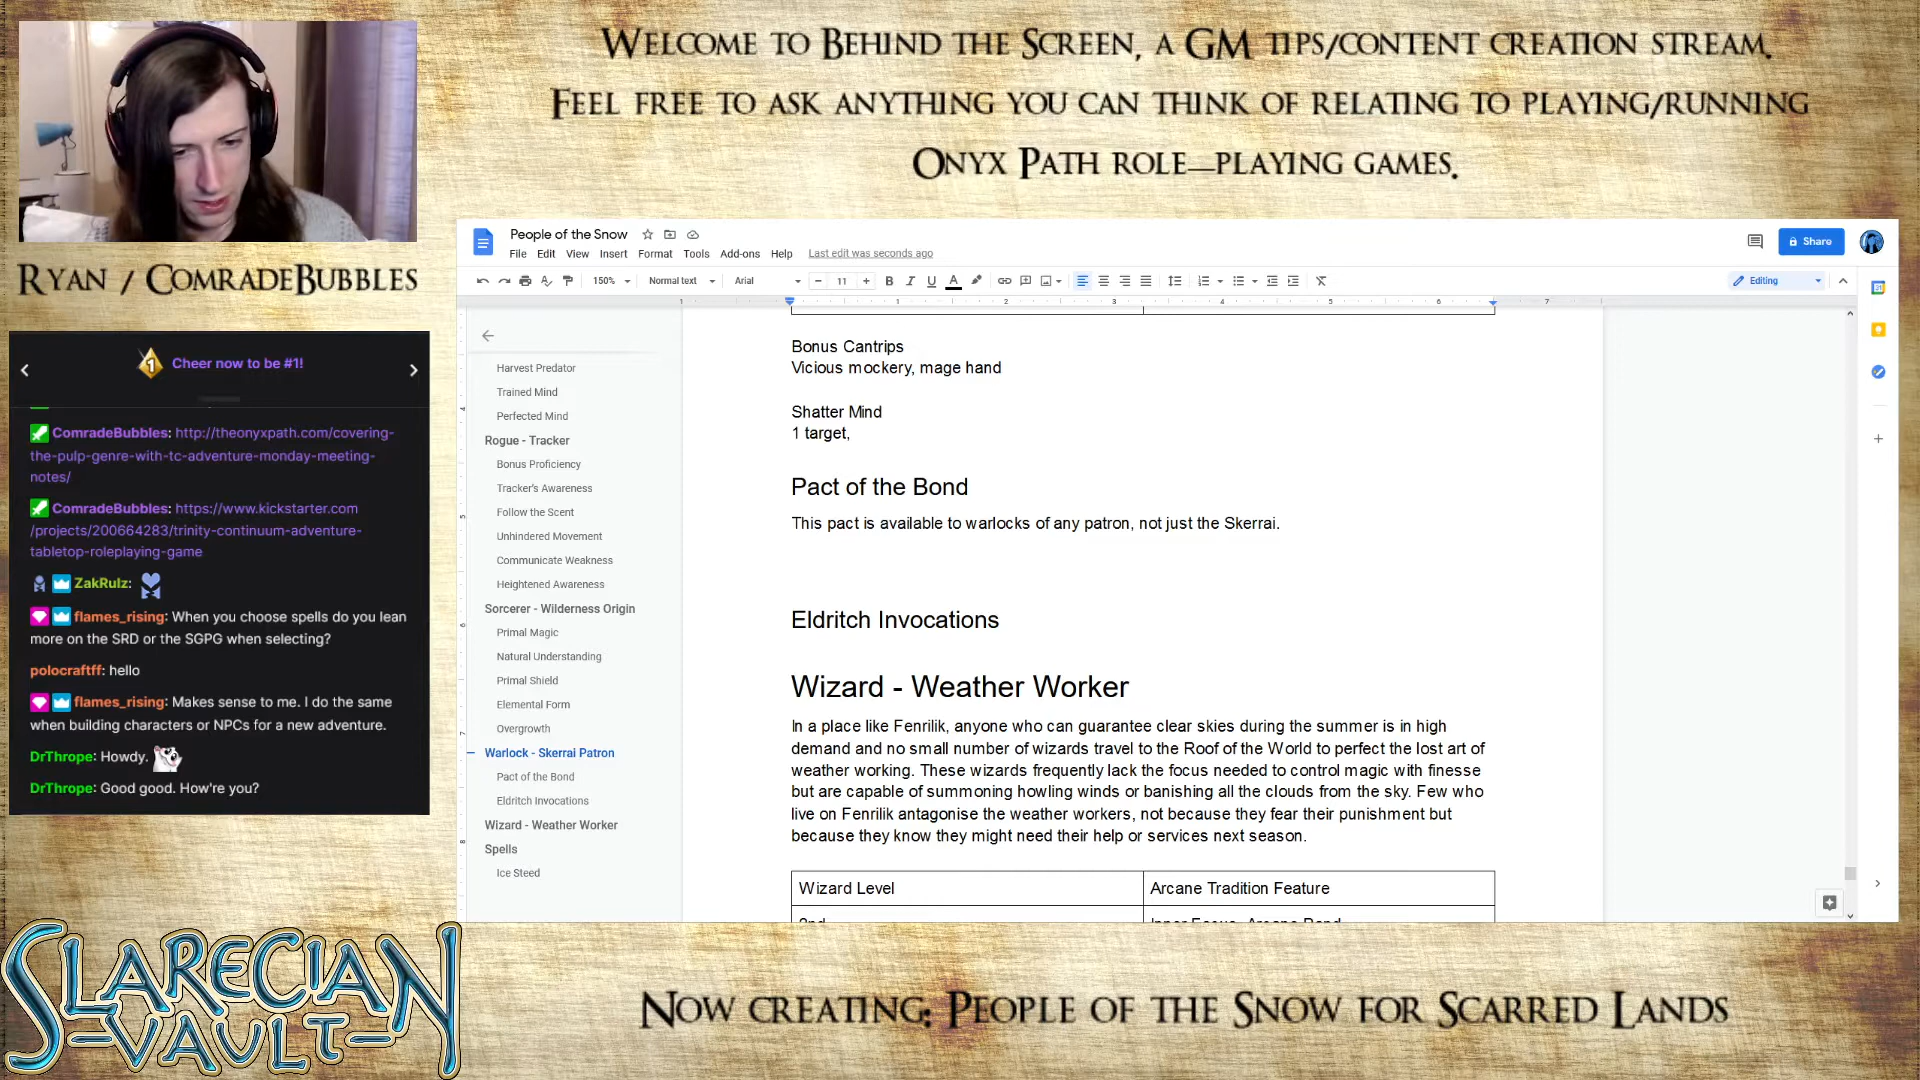 Welcome to Behind the Screen, a GM tips/content creation stream.
Feel free to ask anything you can think of relating to playing/running
Onyx Path role—playing games.
Ryan / ComradeBubbles
Cheer now to be #1!
ComradeBubbles: http://theonyxpath.com/covering-
the-pulp-genre-with-tc-adventure-monday-meeting-
notes/
ComradeBubbles: https://www.kickstarter.com
/projects/200664283/trinity-continuum-adventure-
tabletop-roleplaying-game
ZakRulz:
flames_rising: When you choose spells do you lean
more on the SRD or the SGPG when selecting?
polocraftff: hello
flames_rising: Makes sense to me. I do the same
when building characters or NPCs for a new adventure.
DrThrope: Howdy.
DrThrope: Good good. How're you?
People of the Snow
File Edit View Insert Format Tools Add-ons Help Last edit was seconds ago
Share
150% Normal text Arial 11 B I U A Editing
1 1 2 3 4 5 6 7
Harvest Predator
Trained Mind
Perfected Mind
Rogue - Tracker
Bonus Proficiency
Tracker's Awareness
Follow the Scent
Unhindered Movement
Communicate Weakness
Heightened Awareness
Sorcerer - Wilderness Origin
Primal Magic
Natural Understanding
Primal Shield
Elemental Form
Overgrowth
Warlock - Skerrai Patron
Pact of the Bond
Eldritch Invocations
Wizard - Weather Worker
Spells
Ice Steed
Bonus Cantrips
Vicious mockery, mage hand
Shatter Mind
1 target,
Pact of the Bond
This pact is available to warlocks of any patron, not just the Skerrai.
Eldritch Invocations
Wizard - Weather Worker
In a place like Fenrilik, anyone who can guarantee clear skies during the summer is in high
demand and no small number of wizards travel to the Roof of the World to perfect the lost art of
weather working. These wizards frequently lack the focus needed to control magic with finesse
but are capable of summoning howling winds or banishing all the clouds from the sky. Few who
live on Fenrilik antagonise the weather workers, not because they fear their punishment but
because they know they might need their help or services next season.
Wizard Level Arcane Tradition Feature
2nd Inner Focus, Arcane Bond
Slarecian
Vault
Now creating: People of the Snow for Scarred Lands